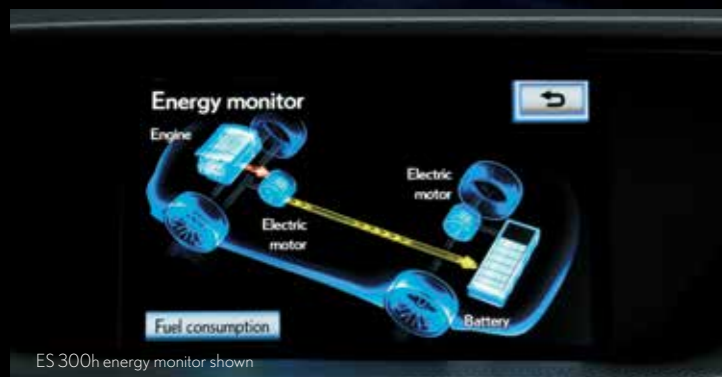 Energy monitor
Engine
Electric
motor
Electric
motor
Battery
Fuel consumption
ES 300h energy monitor shown